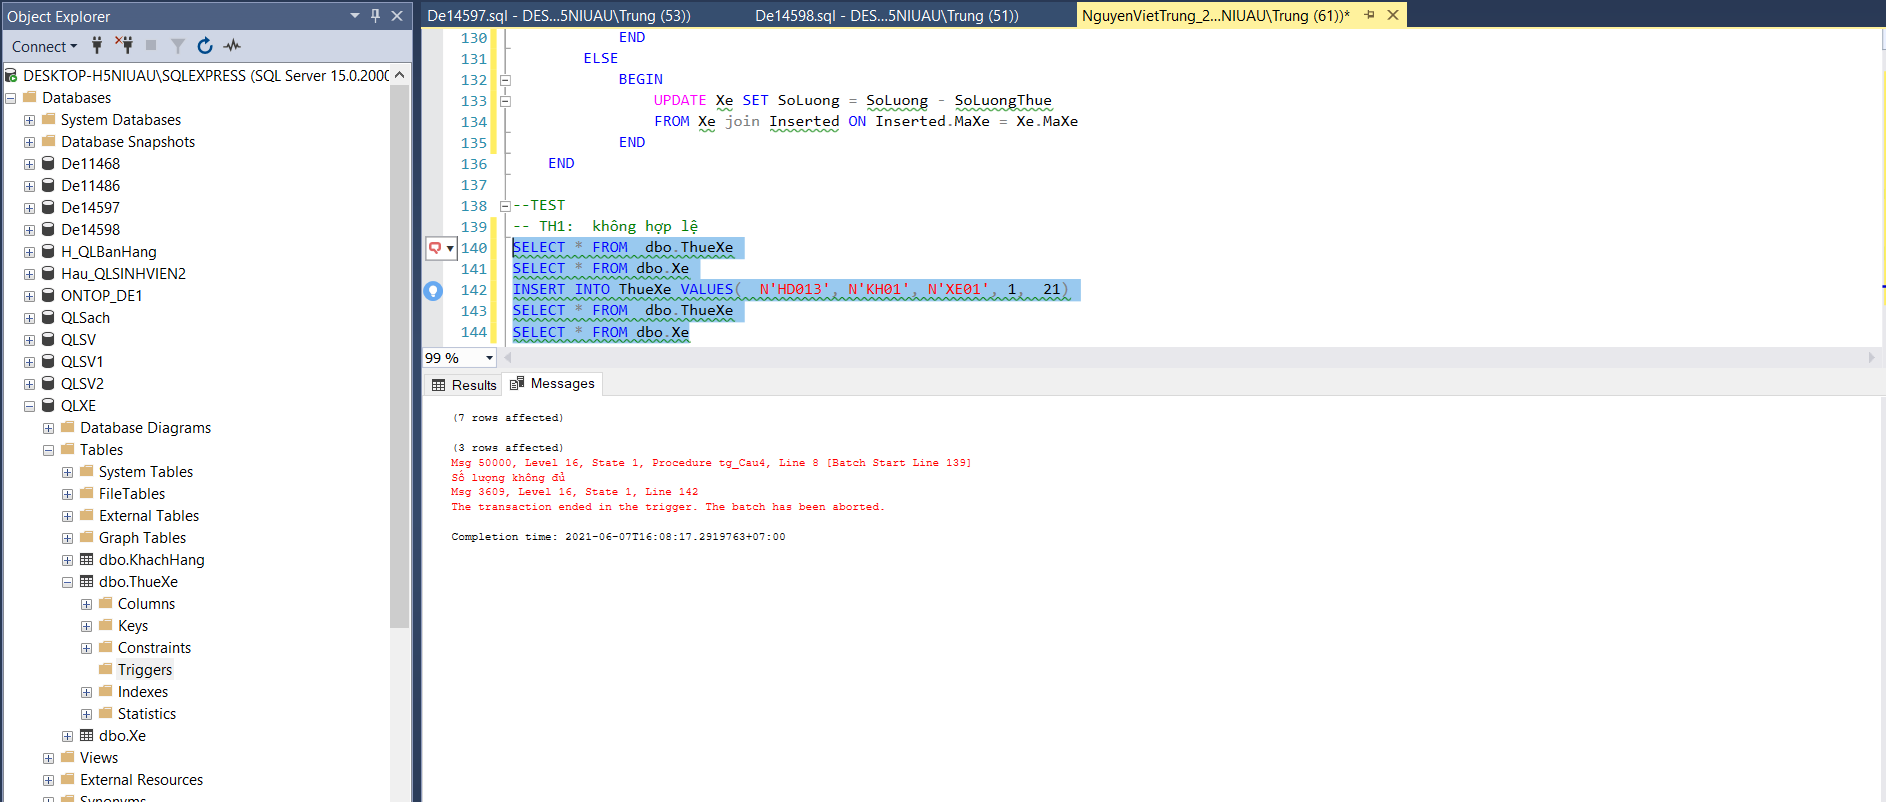 Object Explorer
Connect
DESKTOP-H5NIUAU\SQLEXPRESS (SQL Server 15.0.2000
Databases
System Databases
Database Snapshots
De11468
De11486
De14597
De14598
H_QLBanHang
Hau_QLSINHVIEN2
ONTOP_DE1
QLSach
QLSV
QLSV1
QLSV2
QLXE
Database Diagrams
Tables
System Tables
FileTables
External Tables
Graph Tables
dbo.KhachHang
dbo.ThueXe
Columns
Keys
Constraints
Triggers
Indexes
Statistics
dbo.Xe
Views
External Resources
Synonyms
De14597.sql - DES...5NIUAU\Trung (53))
De14598.sql - DES...5NIUAU\Trung (51))
NguyenVietTrung_2...NIUAU\Trung (61))*
130 END
131 ELSE
132 BEGIN
133 UPDATE Xe SET SoLuong = SoLuong - SoLuongThue
134 FROM Xe join Inserted ON Inserted.MaXe = Xe.MaXe
135 END
136 END
137
138 --TEST
139 -- TH1:  không hợp lệ
140 SELECT * FROM  dbo.ThueXe
141 SELECT * FROM dbo.Xe
142 INSERT INTO ThueXe VALUES(  N'HD013', N'KH01', N'XE01', 1,  21)
143 SELECT * FROM  dbo.ThueXe
144 SELECT * FROM dbo.Xe
99 %
Results
Messages
(7 rows affected)
(3 rows affected)
Msg 50000, Level 16, State 1, Procedure tg_Cau4, Line 8 [Batch Start Line 139]
Số lượng không đủ
Msg 3609, Level 16, State 1, Line 142
The transaction ended in the trigger. The batch has been aborted.
Completion time: 2021-06-07T16:08:17.2919763+07:00